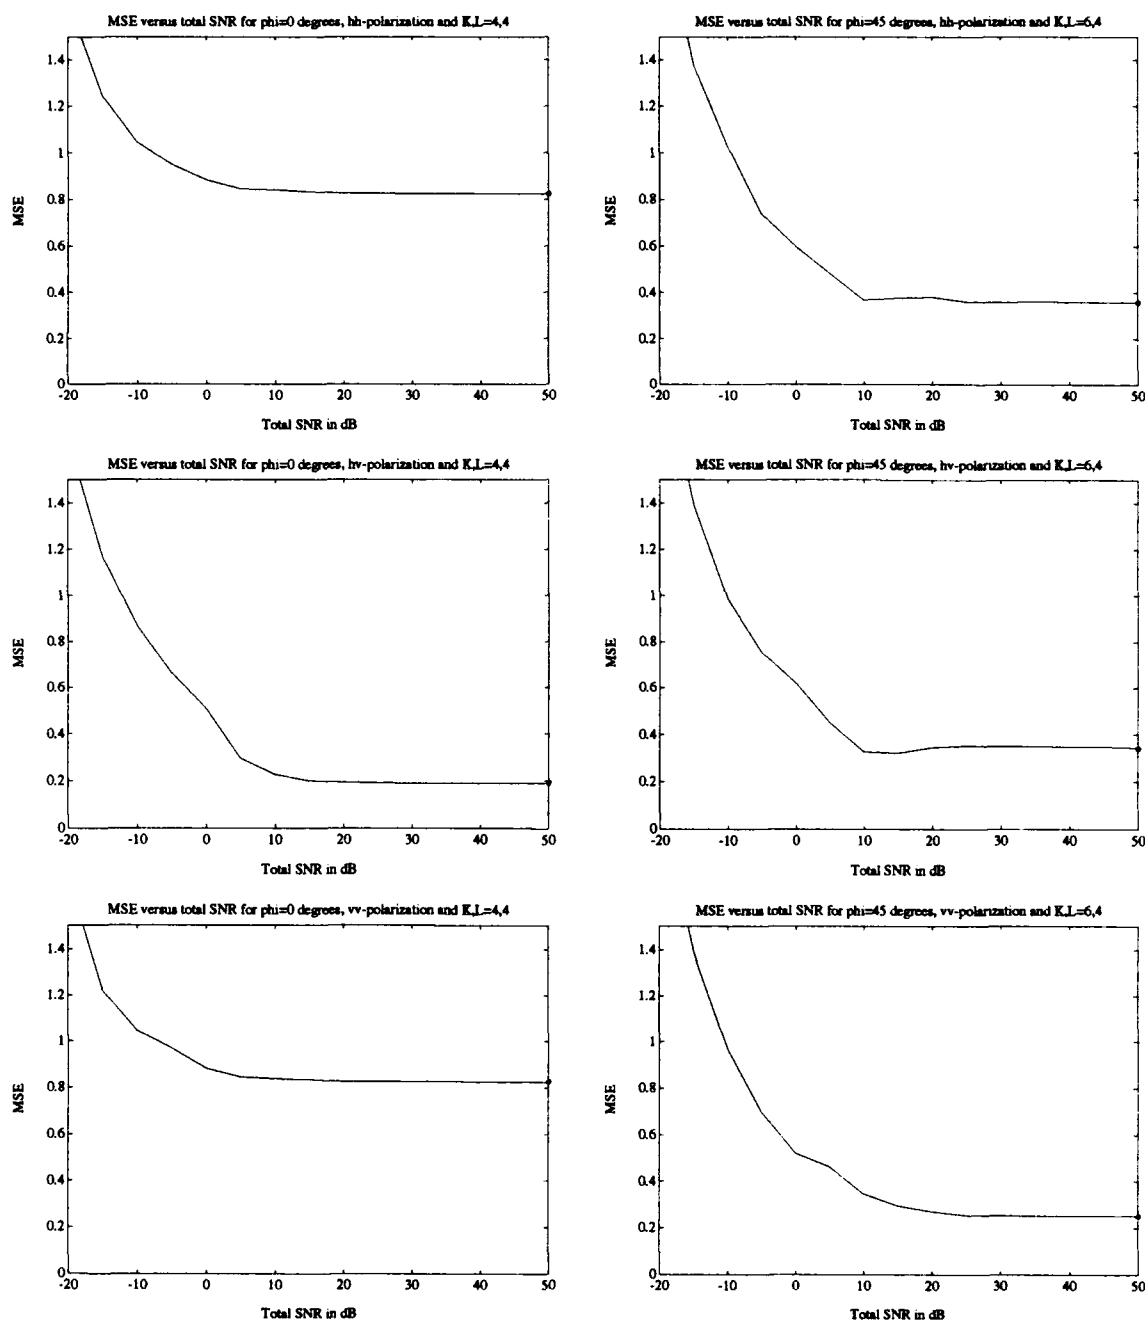 MSE versus total SNR for phi=0 degrees, hh-polarization and K,L=4,4
1.4
1.2
1
0.8
0.6
0.4
0.2
0
MSE
-20 -10 0 10 20 30 40 50
Total SNR in dB
MSE versus total SNR for phi=45 degrees, hh-polarization and K,L=6,4
1.4
1.2
1
0.8
0.6
0.4
0.2
0
MSE
-20 -10 0 10 20 30 40 50
Total SNR in dB
MSE versus total SNR for phi=0 degrees, hv-polarization and K,L=4,4
1.4
1.2
1
0.8
0.6
0.4
0.2
0
MSE
-20 -10 0 10 20 30 40 50
Total SNR in dB
MSE versus total SNR for phi=45 degrees, hv-polarization and K,L=6,4
1.4
1.2
1
0.8
0.6
0.4
0.2
0
MSE
-20 -10 0 10 20 30 40 50
Total SNR in dB
MSE versus total SNR for phi=0 degrees, vv-polarization and K,L=4,4
1.4
1.2
1
0.8
0.6
0.4
0.2
0
MSE
-20 -10 0 10 20 30 40 50
Total SNR in dB
MSE versus total SNR for phi=45 degrees, vv-polarization and K,L=6,4
1.4
1.2
1
0.8
0.6
0.4
0.2
0
MSE
-20 -10 0 10 20 30 40 50
Total SNR in dB